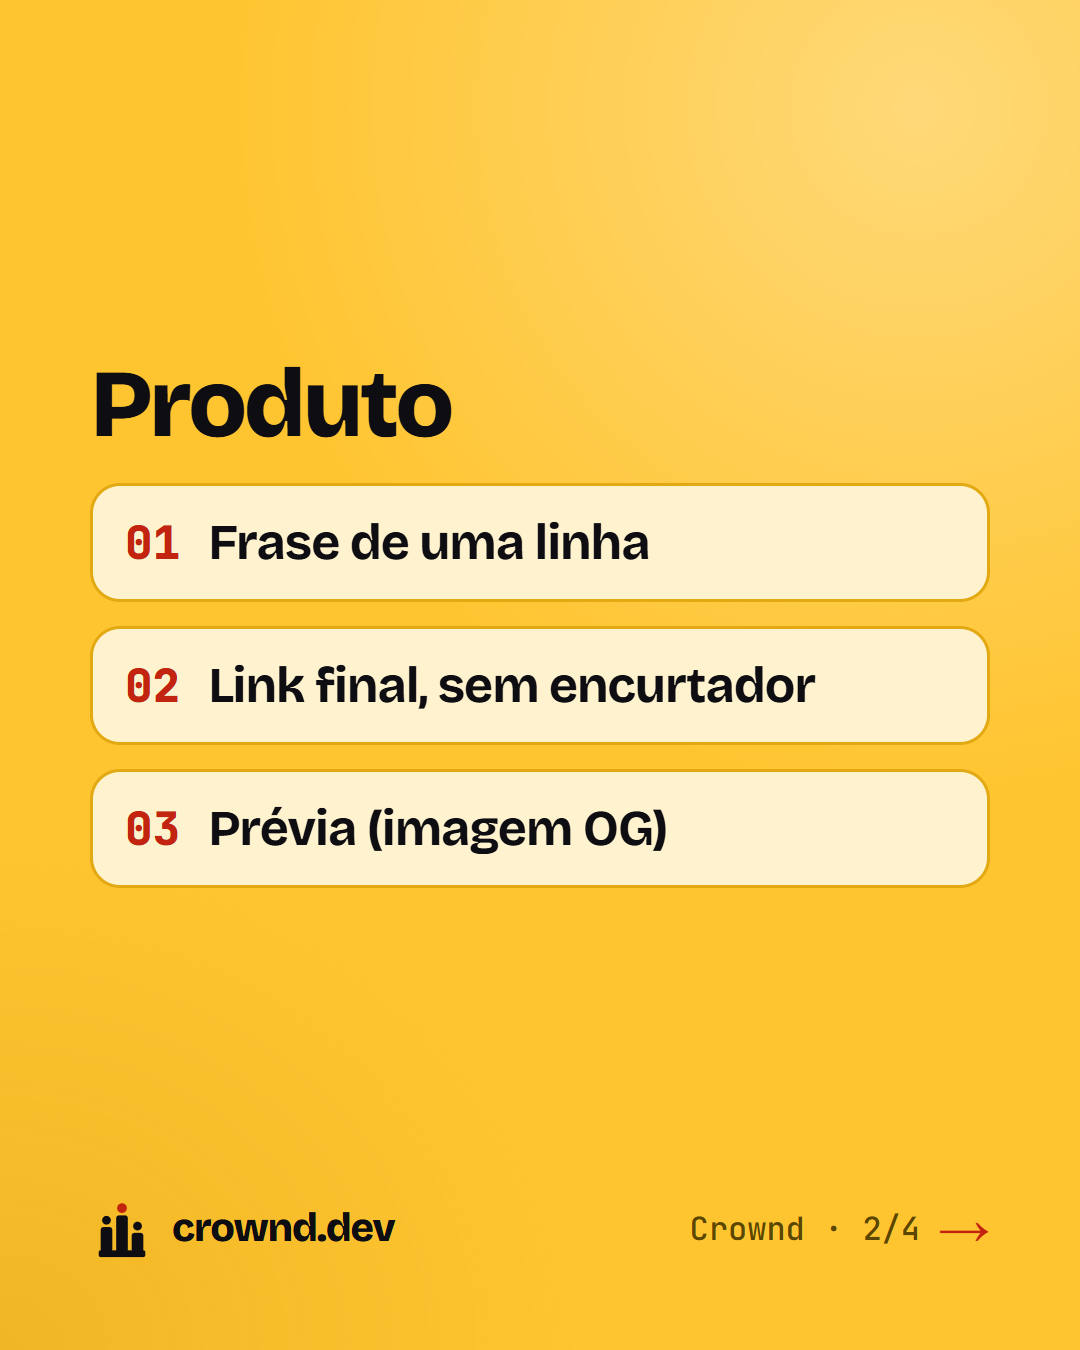 Produto
01 Frase de uma linha
02 Link final, sem encurtador
03 Prévia (imagem OG)
crownd.dev
Crownd · 2/4 →